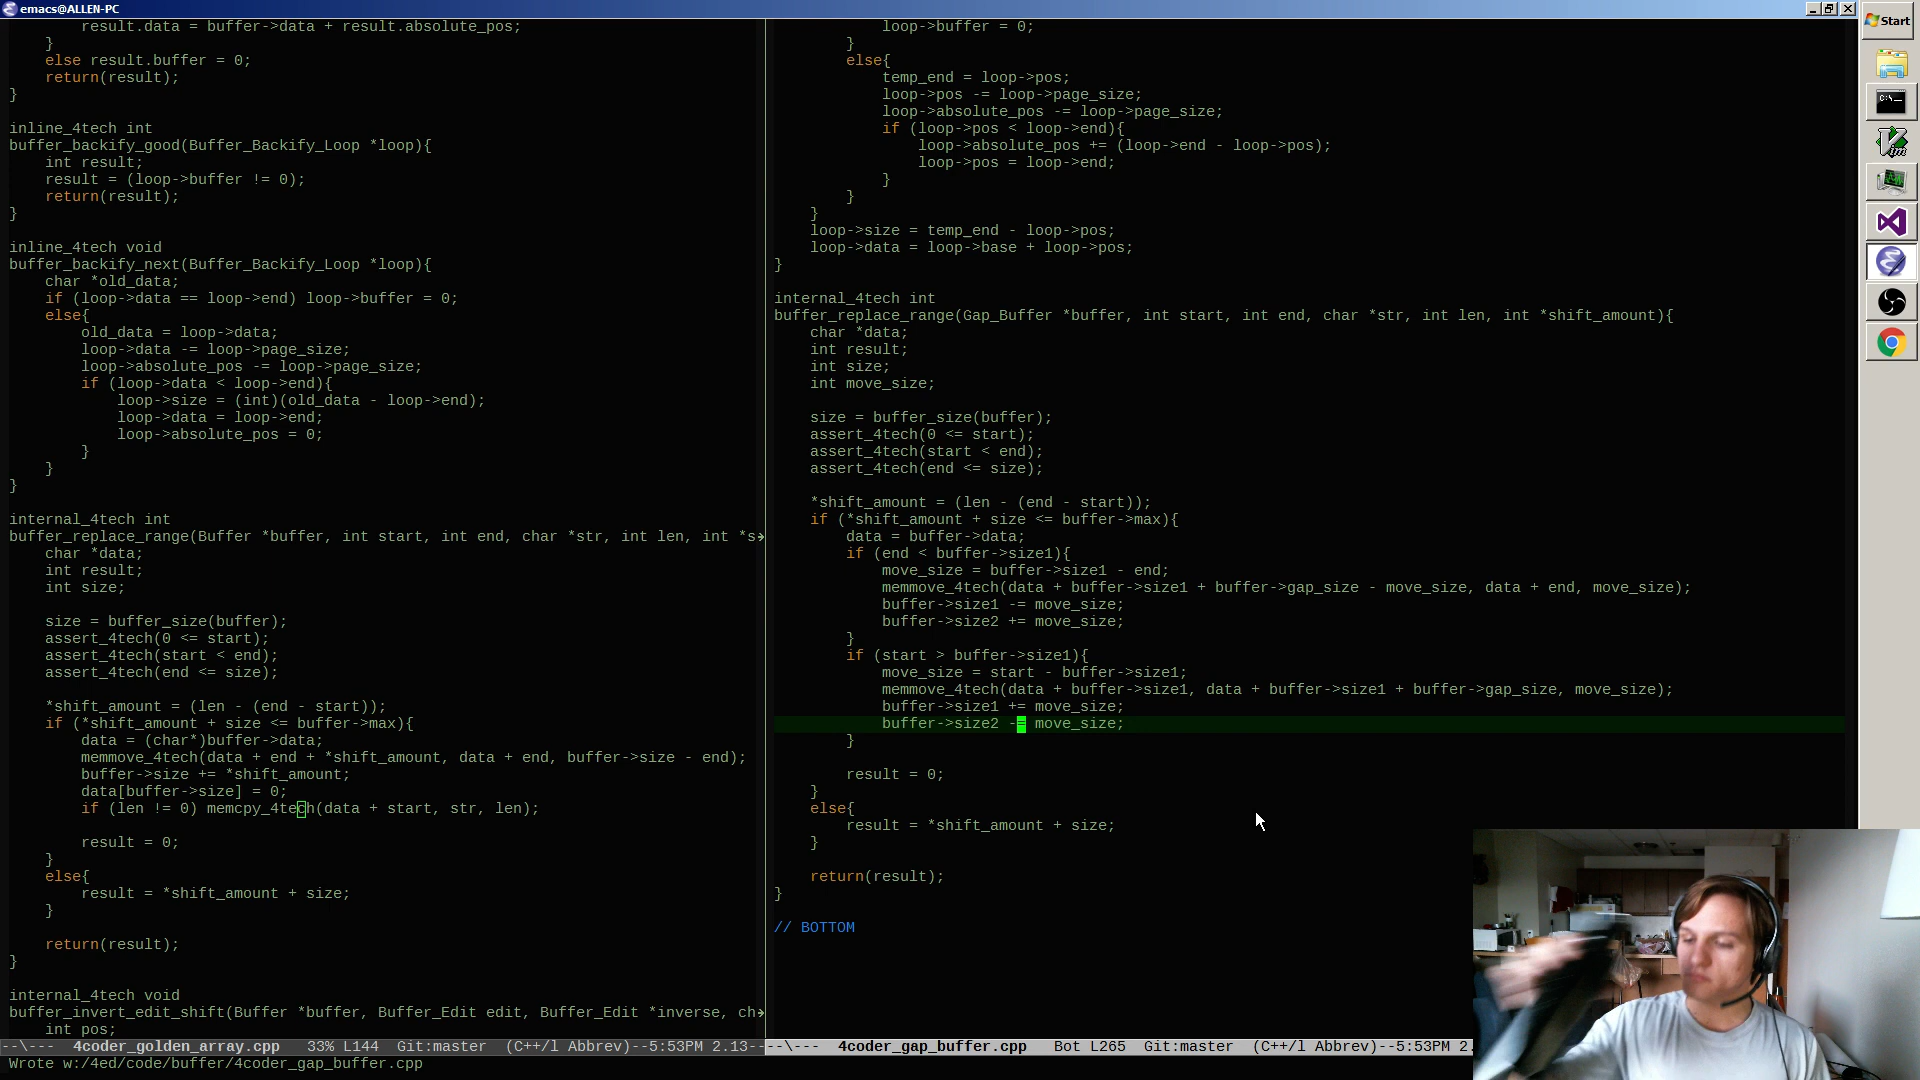 emacs@ALLEN-PC
result.data = buffer->data + result.absolute_pos;
}
else result.buffer = 0;
return(result);
}
inline_4tech int
buffer_backify_good(Buffer_Backify_Loop *loop){
int result;
result = (loop->buffer != 0);
return(result);
}
inline_4tech void
buffer_backify_next(Buffer_Backify_Loop *loop){
char *old_data;
if (loop->data == loop->end) loop->buffer = 0;
else{
old_data = loop->data;
loop->data -= loop->page_size;
loop->absolute_pos -= loop->page_size;
if (loop->data < loop->end){
loop->size = (int)(old_data - loop->end);
loop->data = loop->end;
loop->absolute_pos = 0;
}
}
}
internal_4tech int
buffer_replace_range(Buffer *buffer, int start, int end, char *str, int len, int *s
char *data;
int result;
int size;
size = buffer_size(buffer);
assert_4tech(0 <= start);
assert_4tech(start < end);
assert_4tech(end <= size);
*shift_amount = (len - (end - start));
if (*shift_amount + size <= buffer->max){
data = (char*)buffer->data;
memmove_4tech(data + end + *shift_amount, data + end, buffer->size - end);
buffer->size += *shift_amount;
data[buffer->size] = 0;
if (len != 0) memcpy_4tech(data + start, str, len);
result = 0;
}
else{
result = *shift_amount + size;
}
return(result);
}
internal_4tech void
buffer_invert_edit_shift(Buffer *buffer, Buffer_Edit edit, Buffer_Edit *inverse, ch
int pos;
--\--- 4coder_golden_array.cpp 33% L144 Git:master (C++/l Abbrev)--5:53PM 2.13--
loop->buffer = 0;
}
else{
temp_end = loop->pos;
loop->pos -= loop->page_size;
loop->absolute_pos -= loop->page_size;
if (loop->pos < loop->end){
loop->absolute_pos += (loop->end - loop->pos);
loop->pos = loop->end;
}
}
}
loop->size = temp_end - loop->pos;
loop->data = loop->base + loop->pos;
}
internal_4tech int
buffer_replace_range(Gap_Buffer *buffer, int start, int end, char *str, int len, int *shift_amount){
char *data;
int result;
int size;
int move_size;
size = buffer_size(buffer);
assert_4tech(0 <= start);
assert_4tech(start < end);
assert_4tech(end <= size);
*shift_amount = (len - (end - start));
if (*shift_amount + size <= buffer->max){
data = buffer->data;
if (end < buffer->size1){
move_size = buffer->size1 - end;
memmove_4tech(data + buffer->size1 + buffer->gap_size - move_size, data + end, move_size);
buffer->size1 -= move_size;
buffer->size2 += move_size;
}
if (start > buffer->size1){
move_size = start - buffer->size1;
memmove_4tech(data + buffer->size1, data + buffer->size1 + buffer->gap_size, move_size);
buffer->size1 += move_size;
buffer->size2 -= move_size;
}
result = 0;
}
else{
result = *shift_amount + size;
}
return(result);
}
// BOTTOM
--\--- 4coder_gap_buffer.cpp Bot L265 Git:master (C++/l Abbrev)--5:53PM 2.
Wrote w:/4ed/code/buffer/4coder_gap_buffer.cpp
Start
C:\_
Vim